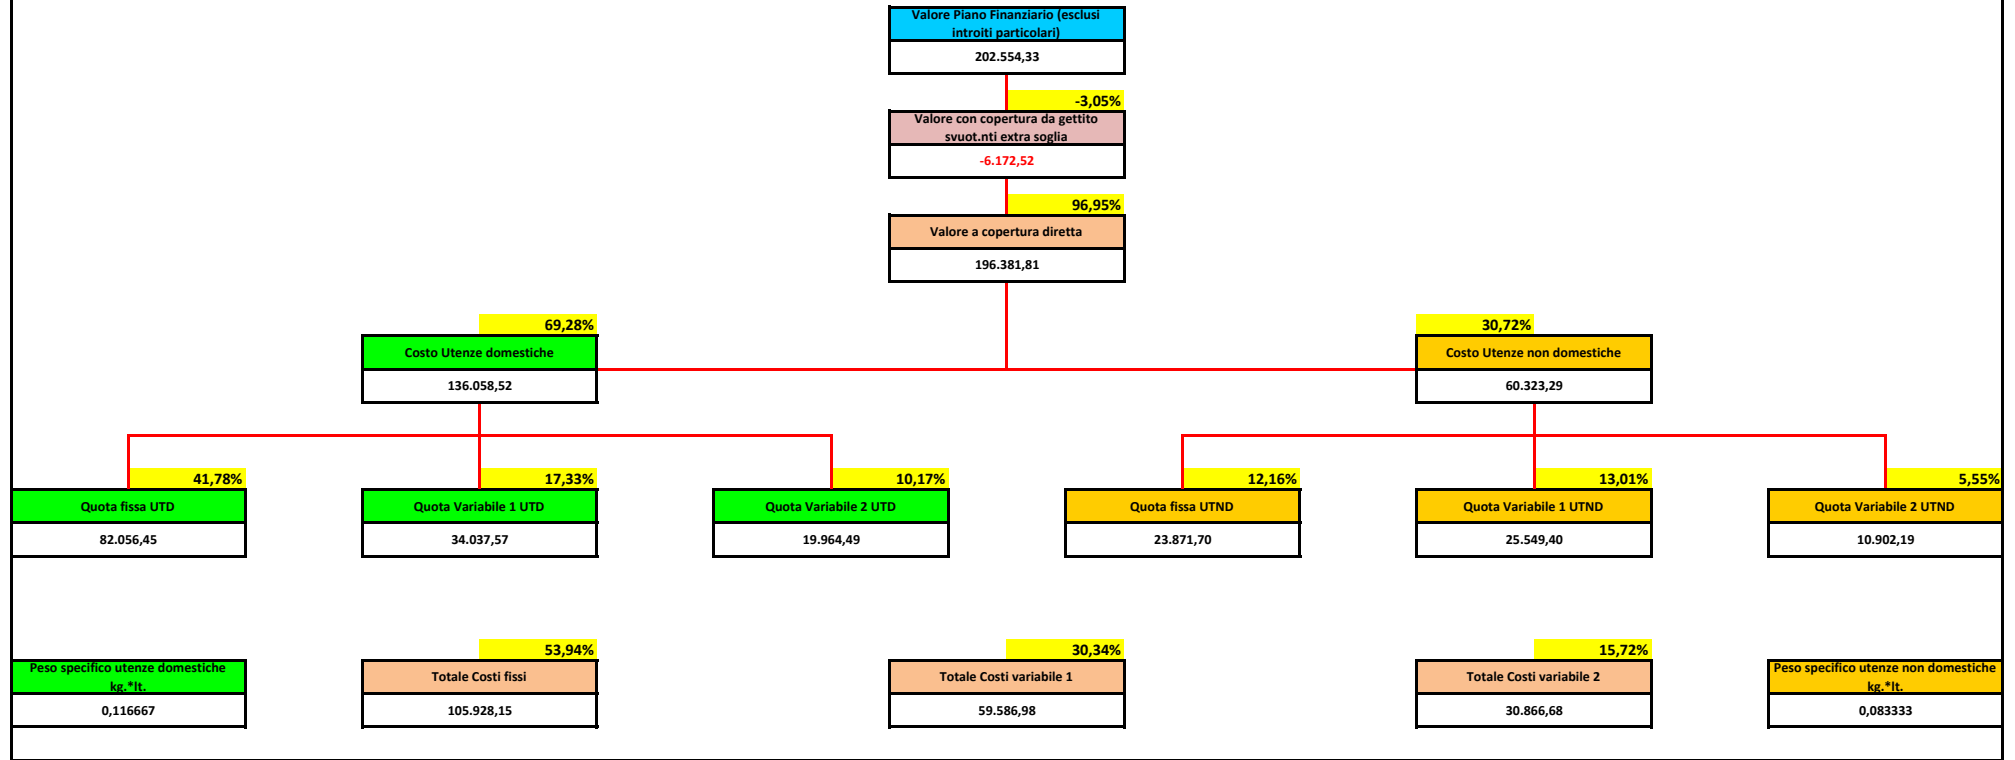 Valore Piano Finanziario (esclusi
introiti particolari)
202.554,33
-3,05%
Valore con copertura da gettito
svuot.nti extra soglia
-6.172,52
96,95%
Valore a copertura diretta
196.381,81
69,28%
30,72%
Costo Utenze domestiche
Costo Utenze non domestiche
136.058,52
60.323,29
41,78%
17,33%
10,17%
12,16%
13,01%
5,55%
Quota fissa UTD
Quota Variabile 1 UTD
Quota Variabile 2 UTD
Quota fissa UTND
Quota Variabile 1 UTND
Quota Variabile 2 UTND
82.056,45
34.037,57
19.964,49
23.871,70
25.549,40
10.902,19
53,94%
30,34%
15,72%
Peso specifico utenze domestiche
kg.*lt.
Totale Costi fissi
Totale Costi variabile 1
Totale Costi variabile 2
Peso specifico utenze non domestiche
kg.*lt.
0,116667
105.928,15
59.586,98
30.866,68
0,083333